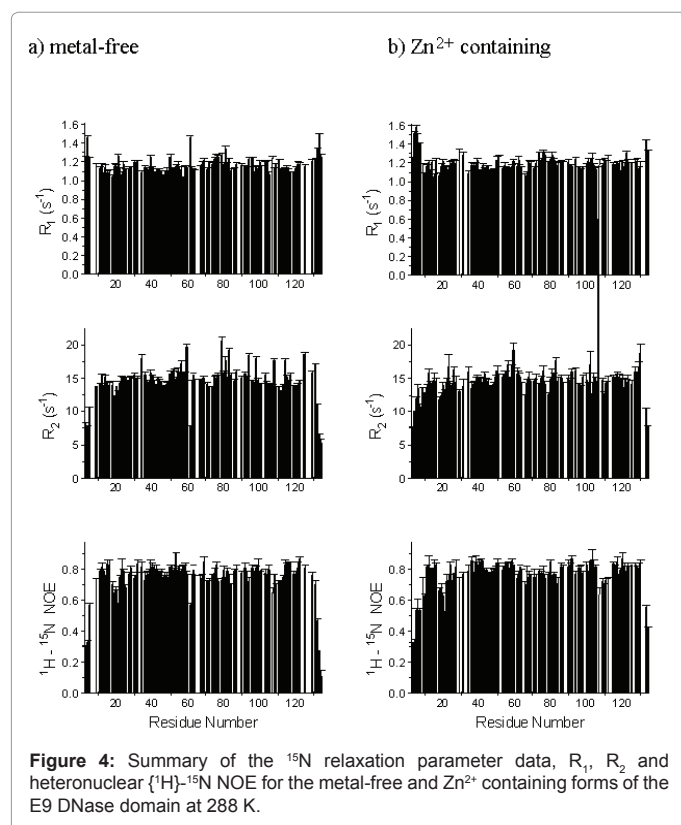 a) metal-free
b) Zn²⁺ containing
1.6
1.4
1.2
1.0
0.8
0.6
0.4
0.2
0.0
R₁ (s⁻¹)
20 40 60 80 100 120
1.6
1.4
1.2
1.0
0.8
0.6
0.4
0.2
0.0
R₁ (s⁻¹)
20 40 60 80 100 120
20
15
10
5
0
R₂ (s⁻¹)
20 40 60 80 100 120
20
15
10
5
0
R₂ (s⁻¹)
20 40 60 80 100 120
0.8
0.6
0.4
0.2
0.0
¹H - ¹⁵N NOE
20 40 60 80 100 120
Residue Number
0.8
0.6
0.4
0.2
0.0
¹H - ¹⁵N NOE
20 40 60 80 100 120
Residue Number
Figure 4: Summary of the ¹⁵N relaxation parameter data, R₁, R₂ and
heteronuclear {¹H}-¹⁵N NOE for the metal-free and Zn²⁺ containing forms of the
E9 DNase domain at 288 K.